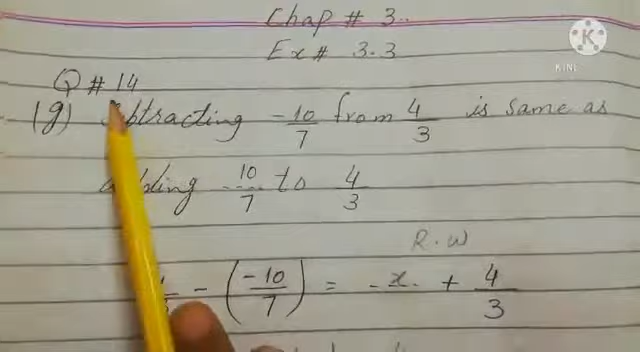 Chap # 3..
Ex # 3.3
K
KINE
Q # 14
(g) subtracting -10/7 from 4/3 is same as
adding 10/7 to 4/3
R.W
- (-10/7) = x + 4/3